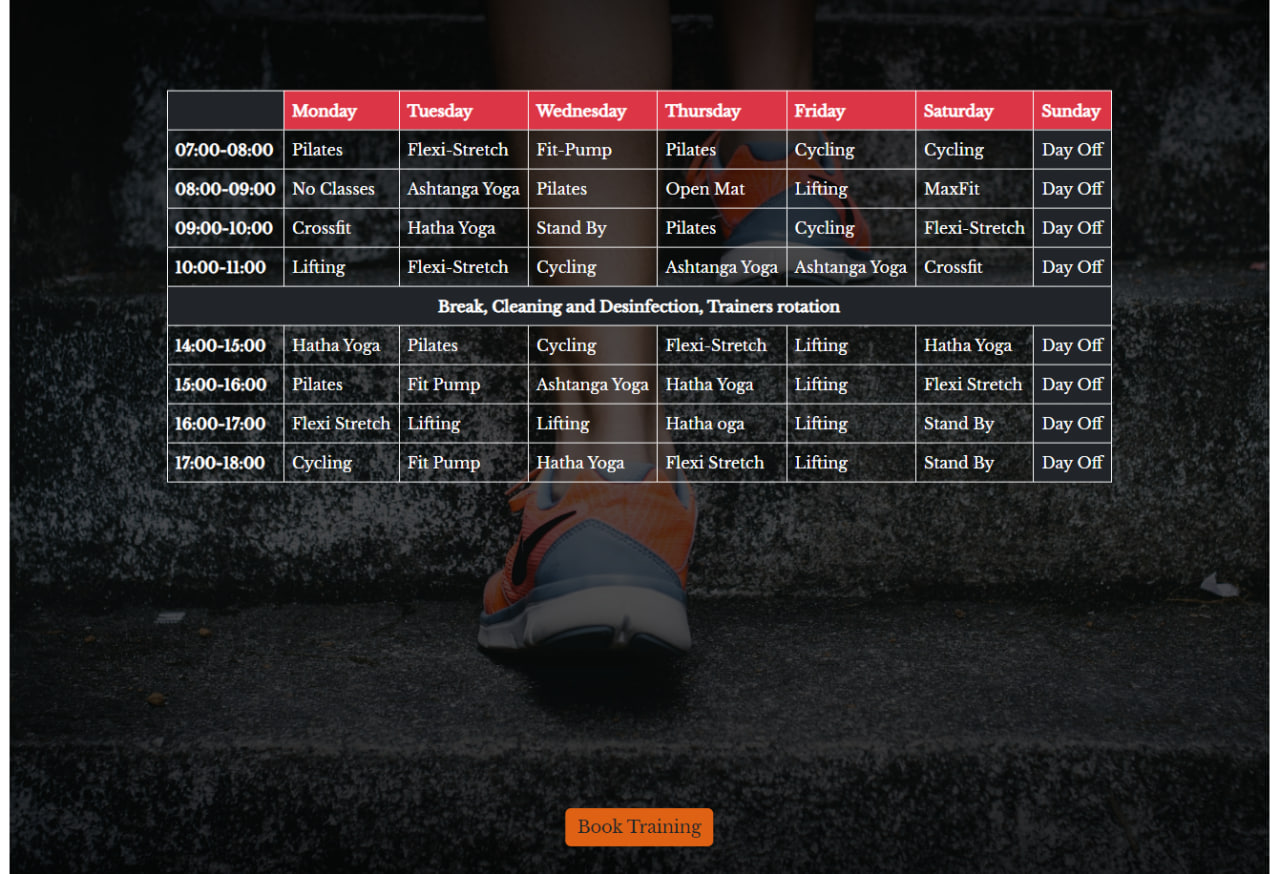 Monday Tuesday Wednesday Thursday Friday Saturday Sunday
07:00-08:00 Pilates Flexi-Stretch Fit-Pump Pilates Cycling Cycling Day Off
08:00-09:00 No Classes Ashtanga Yoga Pilates Open Mat Lifting MaxFit Day Off
09:00-10:00 Crossfit Hatha Yoga Stand By Pilates Cycling Flexi-Stretch Day Off
10:00-11:00 Lifting Flexi-Stretch Cycling Ashtanga Yoga Ashtanga Yoga Crossfit Day Off
Break, Cleaning and Desinfection, Trainers rotation
14:00-15:00 Hatha Yoga Pilates Cycling Flexi-Stretch Lifting Hatha Yoga Day Off
15:00-16:00 Pilates Fit Pump Ashtanga Yoga Hatha Yoga Lifting Flexi Stretch Day Off
16:00-17:00 Flexi Stretch Lifting Lifting Hatha oga Lifting Stand By Day Off
17:00-18:00 Cycling Fit Pump Hatha Yoga Flexi Stretch Lifting Stand By Day Off
Book Training